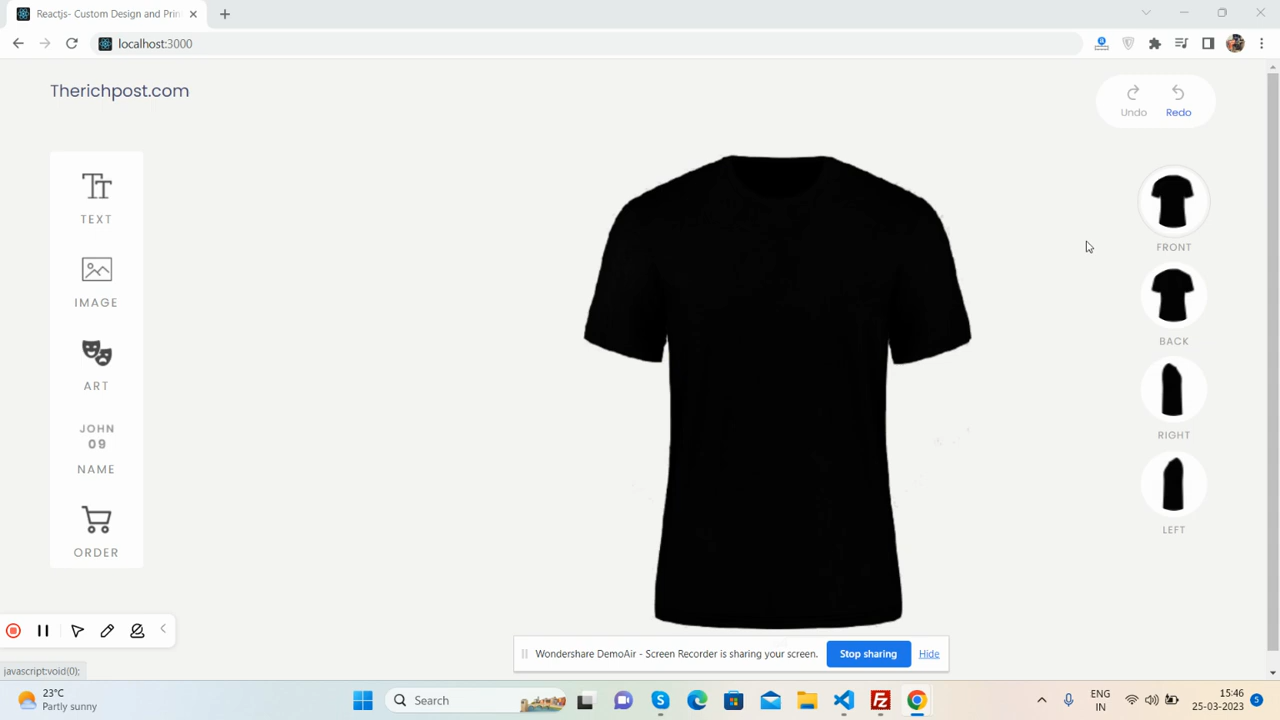 Reactjs- Custom Design and Prin
localhost:3000
Therichpost.com
Undo
Redo
TEXT
IMAGE
ART
JOHN
09
NAME
ORDER
FRONT
BACK
RIGHT
LEFT
Wondershare DemoAir - Screen Recorder is sharing your screen.
Stop sharing
Hide
javascript:void(0);
23°C
Partly sunny
Search
ENG
IN
15:46
25-03-2023
5